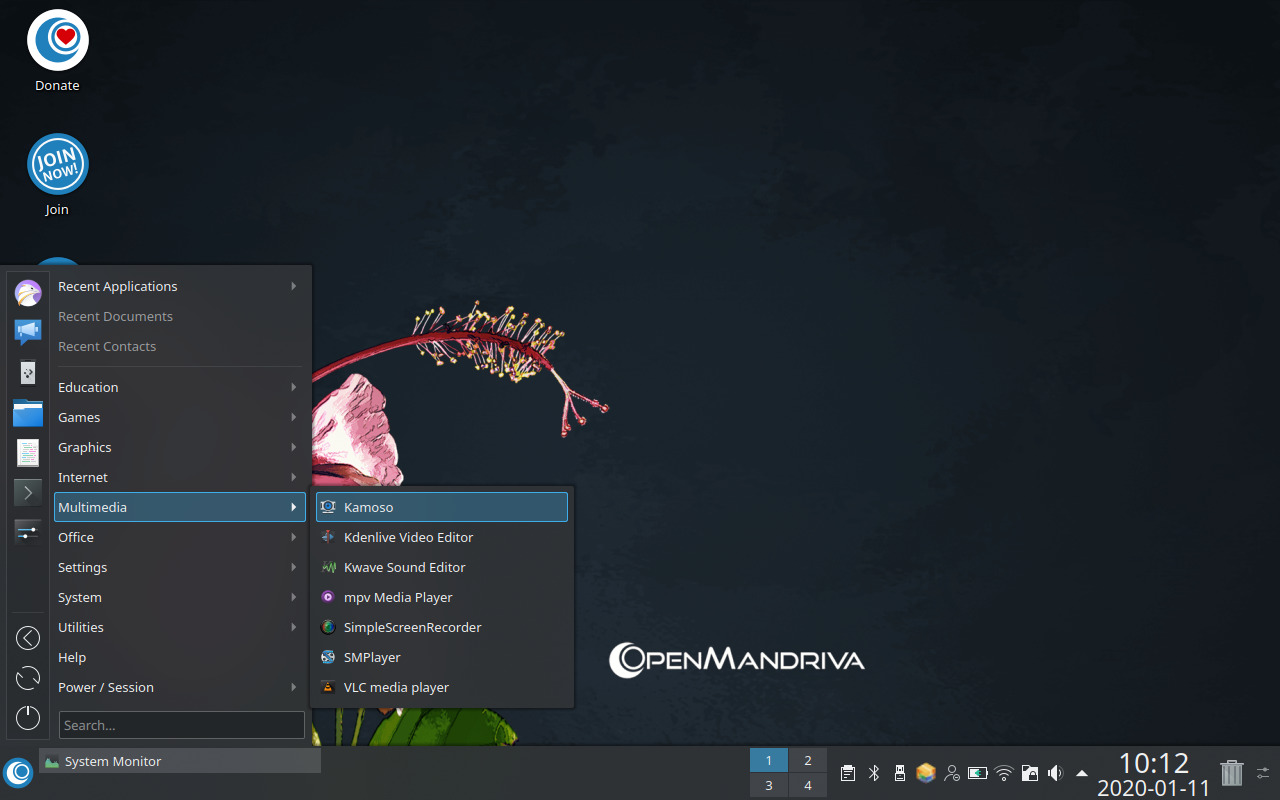 Donate
JOIN
NOW!
Join
Recent Applications
Recent Documents
Recent Contacts
Education
Games
Graphics
Internet
Multimedia
Office
Settings
System
Utilities
Help
Power / Session
Search...
Kamoso
Kdenlive Video Editor
Kwave Sound Editor
mpv Media Player
SimpleScreenRecorder
SMPlayer
VLC media player
OPENMANDRIVA
System Monitor
1 2
3 4
10:12
2020-01-11